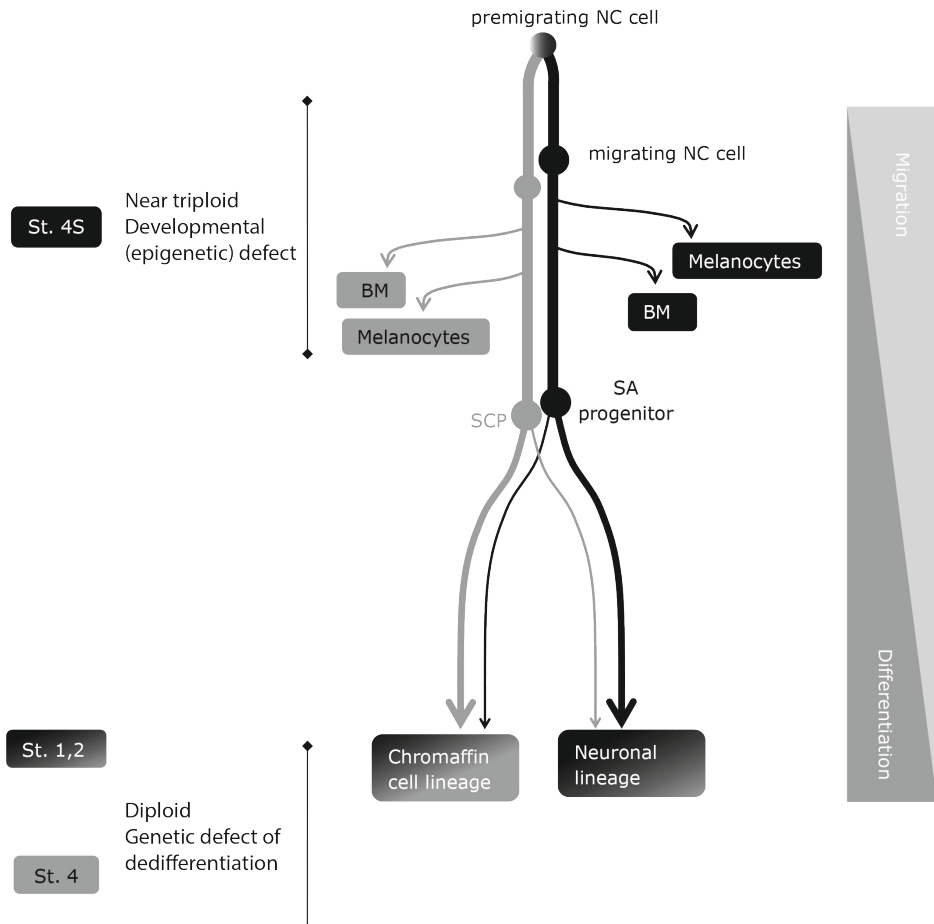 premigrating NC cell
migrating NC cell
Migration
St. 4S
Near triploid
Developmental
(epigenetic) defect
Melanocytes
BM
BM
Melanocytes
SA
progenitor
SCP
Differentiation
St. 1,2
Chromaffin
cell lineage
Neuronal
lineage
Diploid
Genetic defect of
dedifferentiation
St. 4